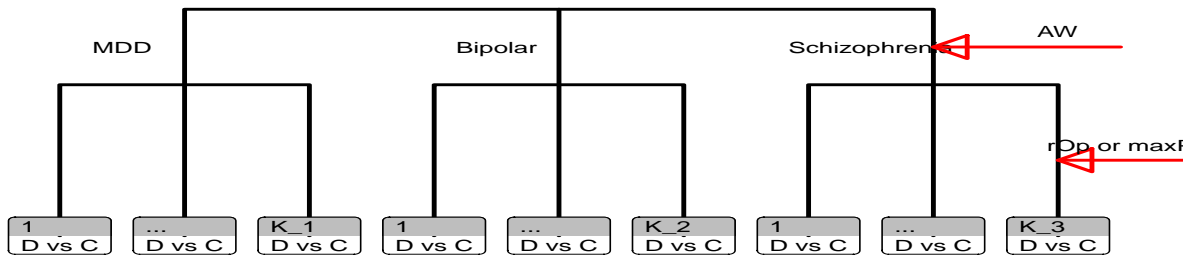 MDD
Bipolar
Schizophrenia
AW
rOp or maxP
1
D vs C
...
D vs C
K_1
D vs C
1
D vs C
...
D vs C
K_2
D vs C
1
D vs C
...
D vs C
K_3
D vs C